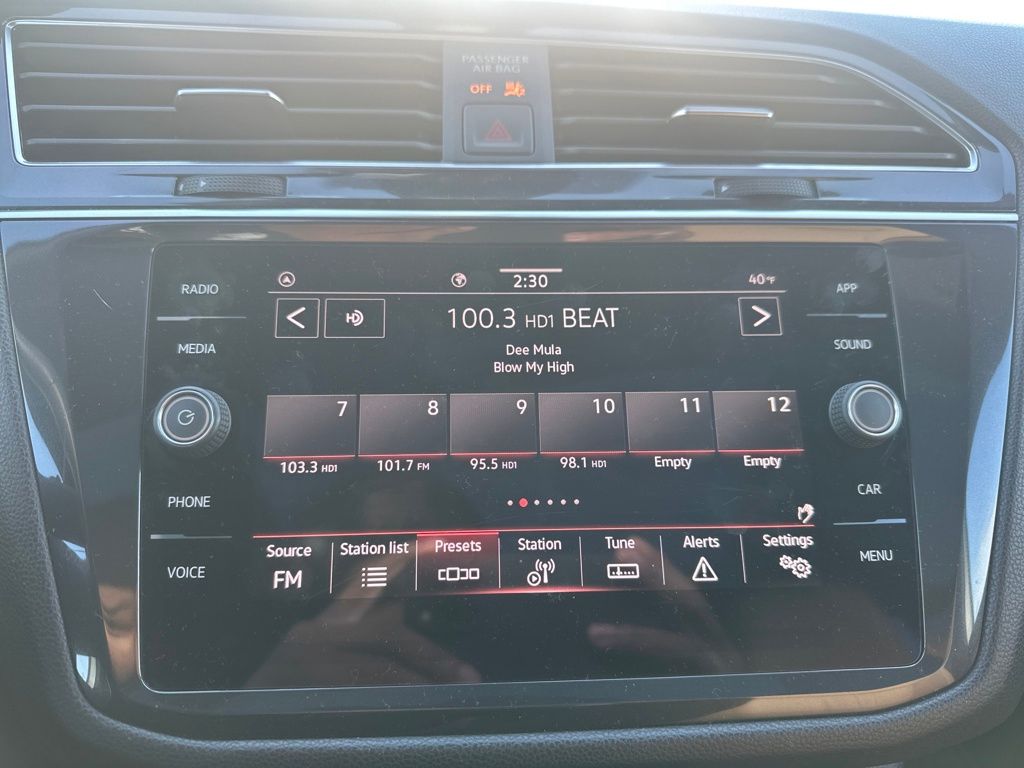 PASSENGER
AIR BAG
OFF
RADIO
MEDIA
PHONE
VOICE
2:30
40°F
HD
100.3 HD1 BEAT
Dee Mula
Blow My High
7 8 9 10 11 12
103.3 HD1 101.7 FM 95.5 HD1 98.1 HD1 Empty Empty
Source Station list Presets Station Tune Alerts Settings
FM
APP
SOUND
CAR
MENU